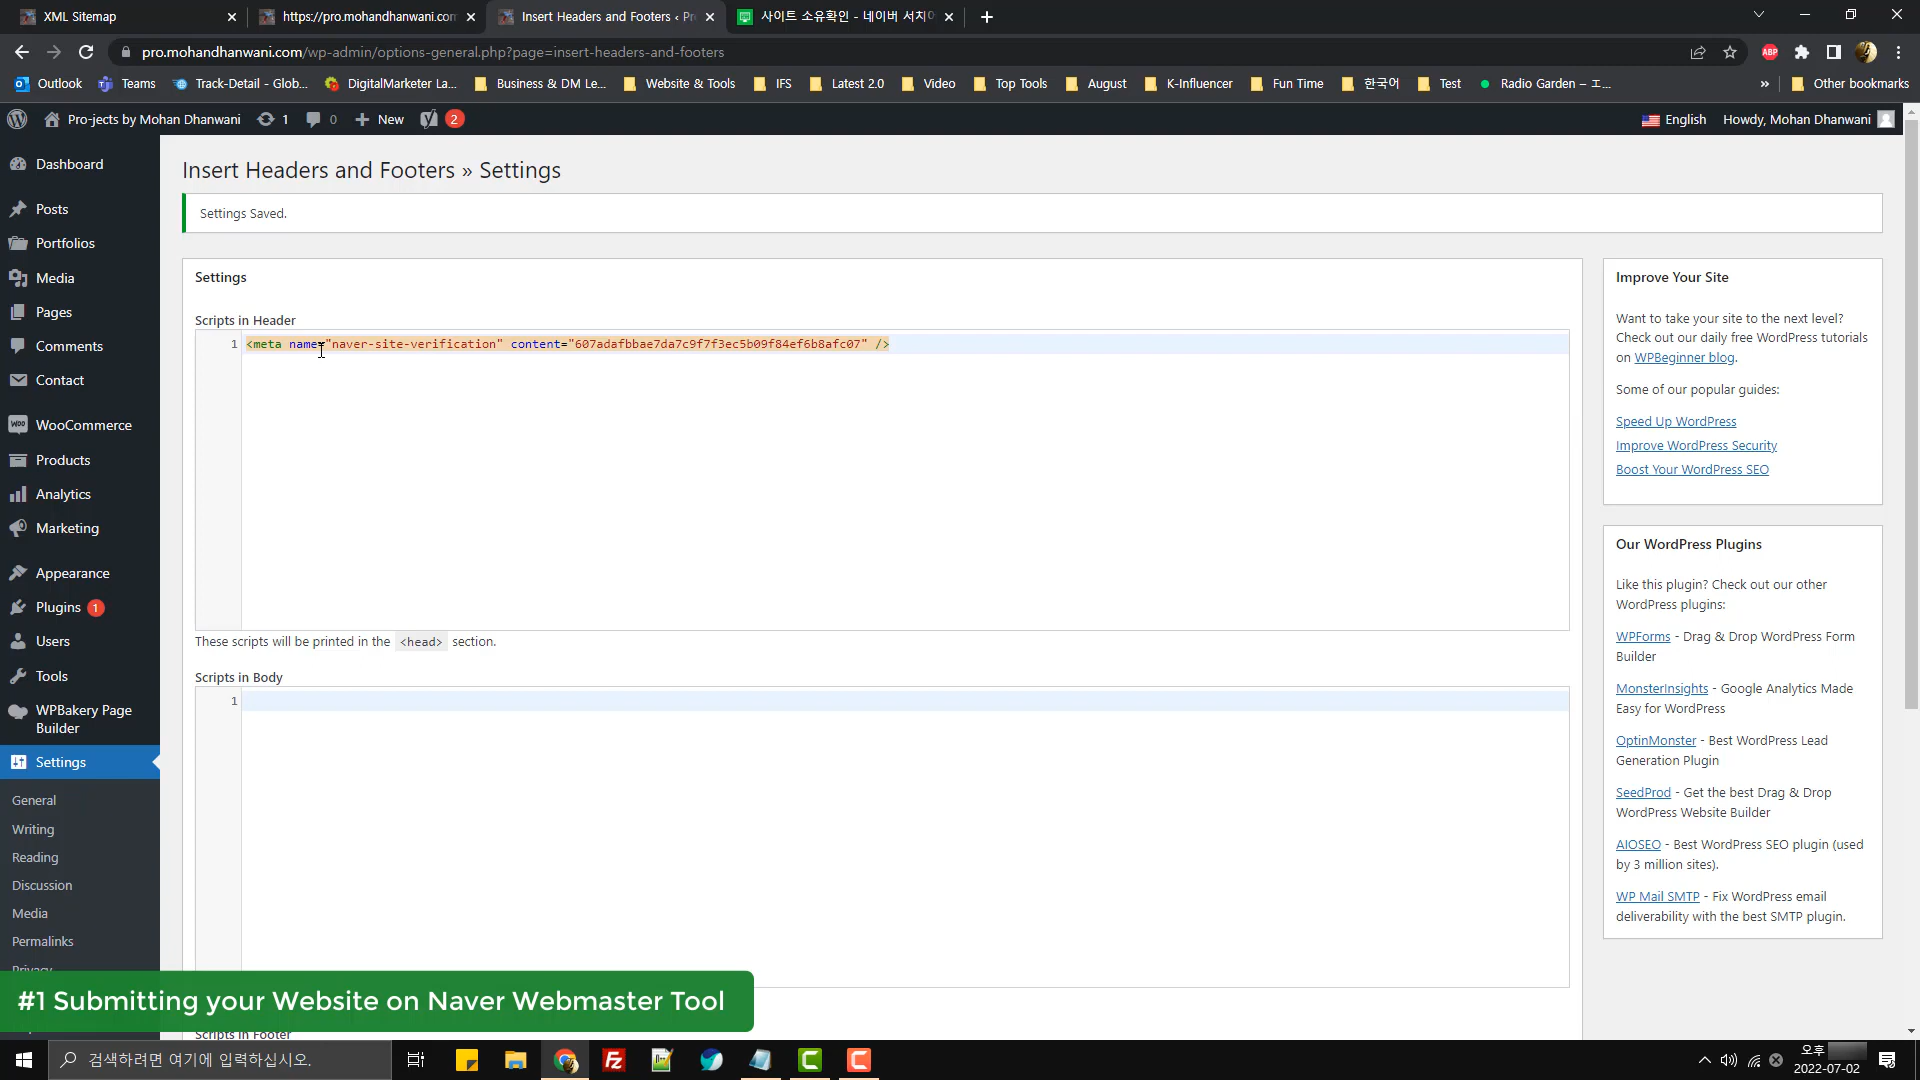 XML Sitemap
https://pro.mohandhanwani.com
Insert Headers and Footers ‹ Pr
사이트 소유확인 - 네이버 서치어
pro.mohandhanwani.com/wp-admin/options-general.php?page=insert-headers-and-footers
ABP
Outlook
Teams
Track-Detail - Glob...
DigitalMarketer La...
Business & DM Le...
Website & Tools
IFS
Latest 2.0
Video
Top Tools
August
K-Influencer
Fun Time
한국어
Test
Radio Garden – エ...
»
Other bookmarks
Pro-jects by Mohan Dhanwani
1
0
New
2
English
Howdy, Mohan Dhanwani
Dashboard
Posts
Portfolios
Media
Pages
Comments
Contact
WooCommerce
Products
Analytics
Marketing
Appearance
Plugins 1
Users
Tools
WPBakery Page
Builder
Settings
General
Writing
Reading
Discussion
Media
Permalinks
Insert Headers and Footers » Settings
Settings Saved.
Settings
Scripts in Header
1 <meta name="naver-site-verification" content="607adafbbae7da7c9f7f3ec5b09f84ef6b8afc07" />
These scripts will be printed in the <head> section.
Scripts in Body
1
Scripts in Footer
Improve Your Site
Want to take your site to the next level?
Check out our daily free WordPress tutorials
on WPBeginner blog.
Some of our popular guides:
Speed Up WordPress
Improve WordPress Security
Boost Your WordPress SEO
Our WordPress Plugins
Like this plugin? Check out our other
WordPress plugins:
WPForms - Drag & Drop WordPress Form
Builder
MonsterInsights - Google Analytics Made
Easy for WordPress
OptinMonster - Best WordPress Lead
Generation Plugin
SeedProd - Get the best Drag & Drop
WordPress Website Builder
AIOSEO - Best WordPress SEO plugin (used
by 3 million sites).
WP Mail SMTP - Fix WordPress email
deliverability with the best SMTP plugin.
#1 Submitting your Website on Naver Webmaster Tool
검색하려면 여기에 입력하십시오.
오후
2022-07-02